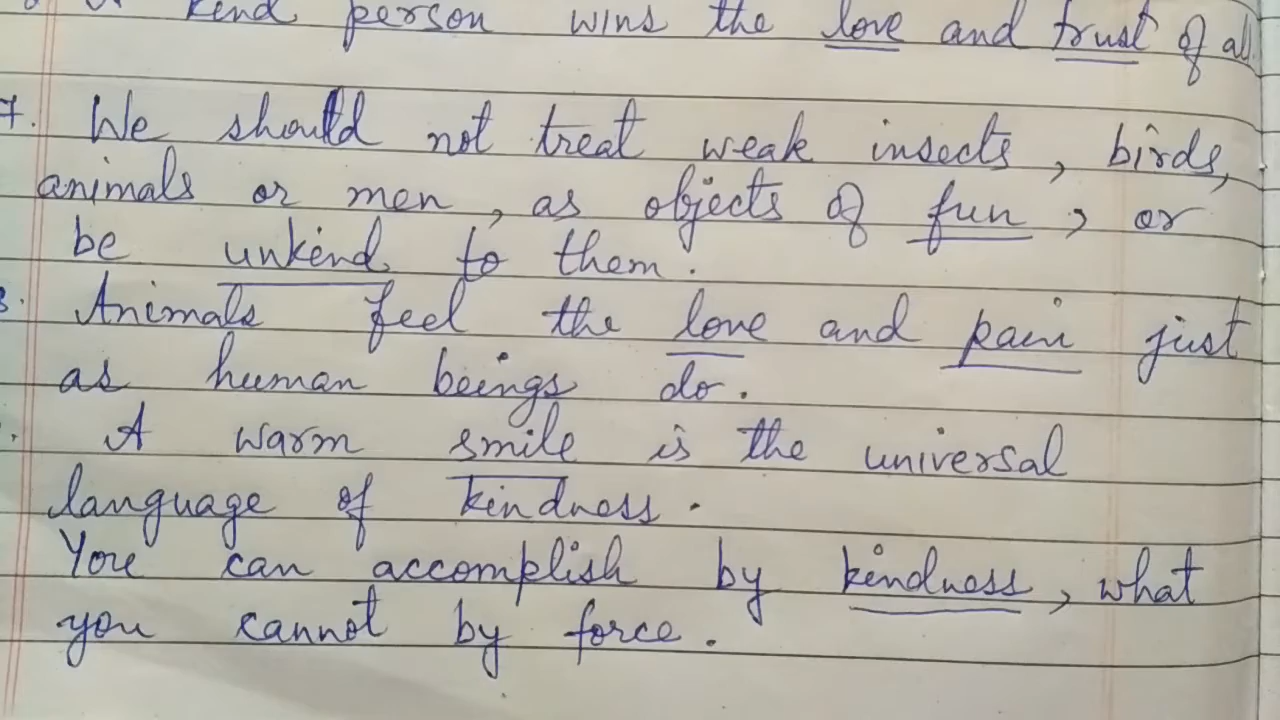 kind person wins the love and trust of all
7. We should not treat weak insects, birds,
animals or men, as objects of fun, or
be unkind to them.
8. Animals feel the love and pain just
as human beings do.
. A warm smile is the universal
language of kindness.
You can accomplish by kindness, what
you cannot by force.